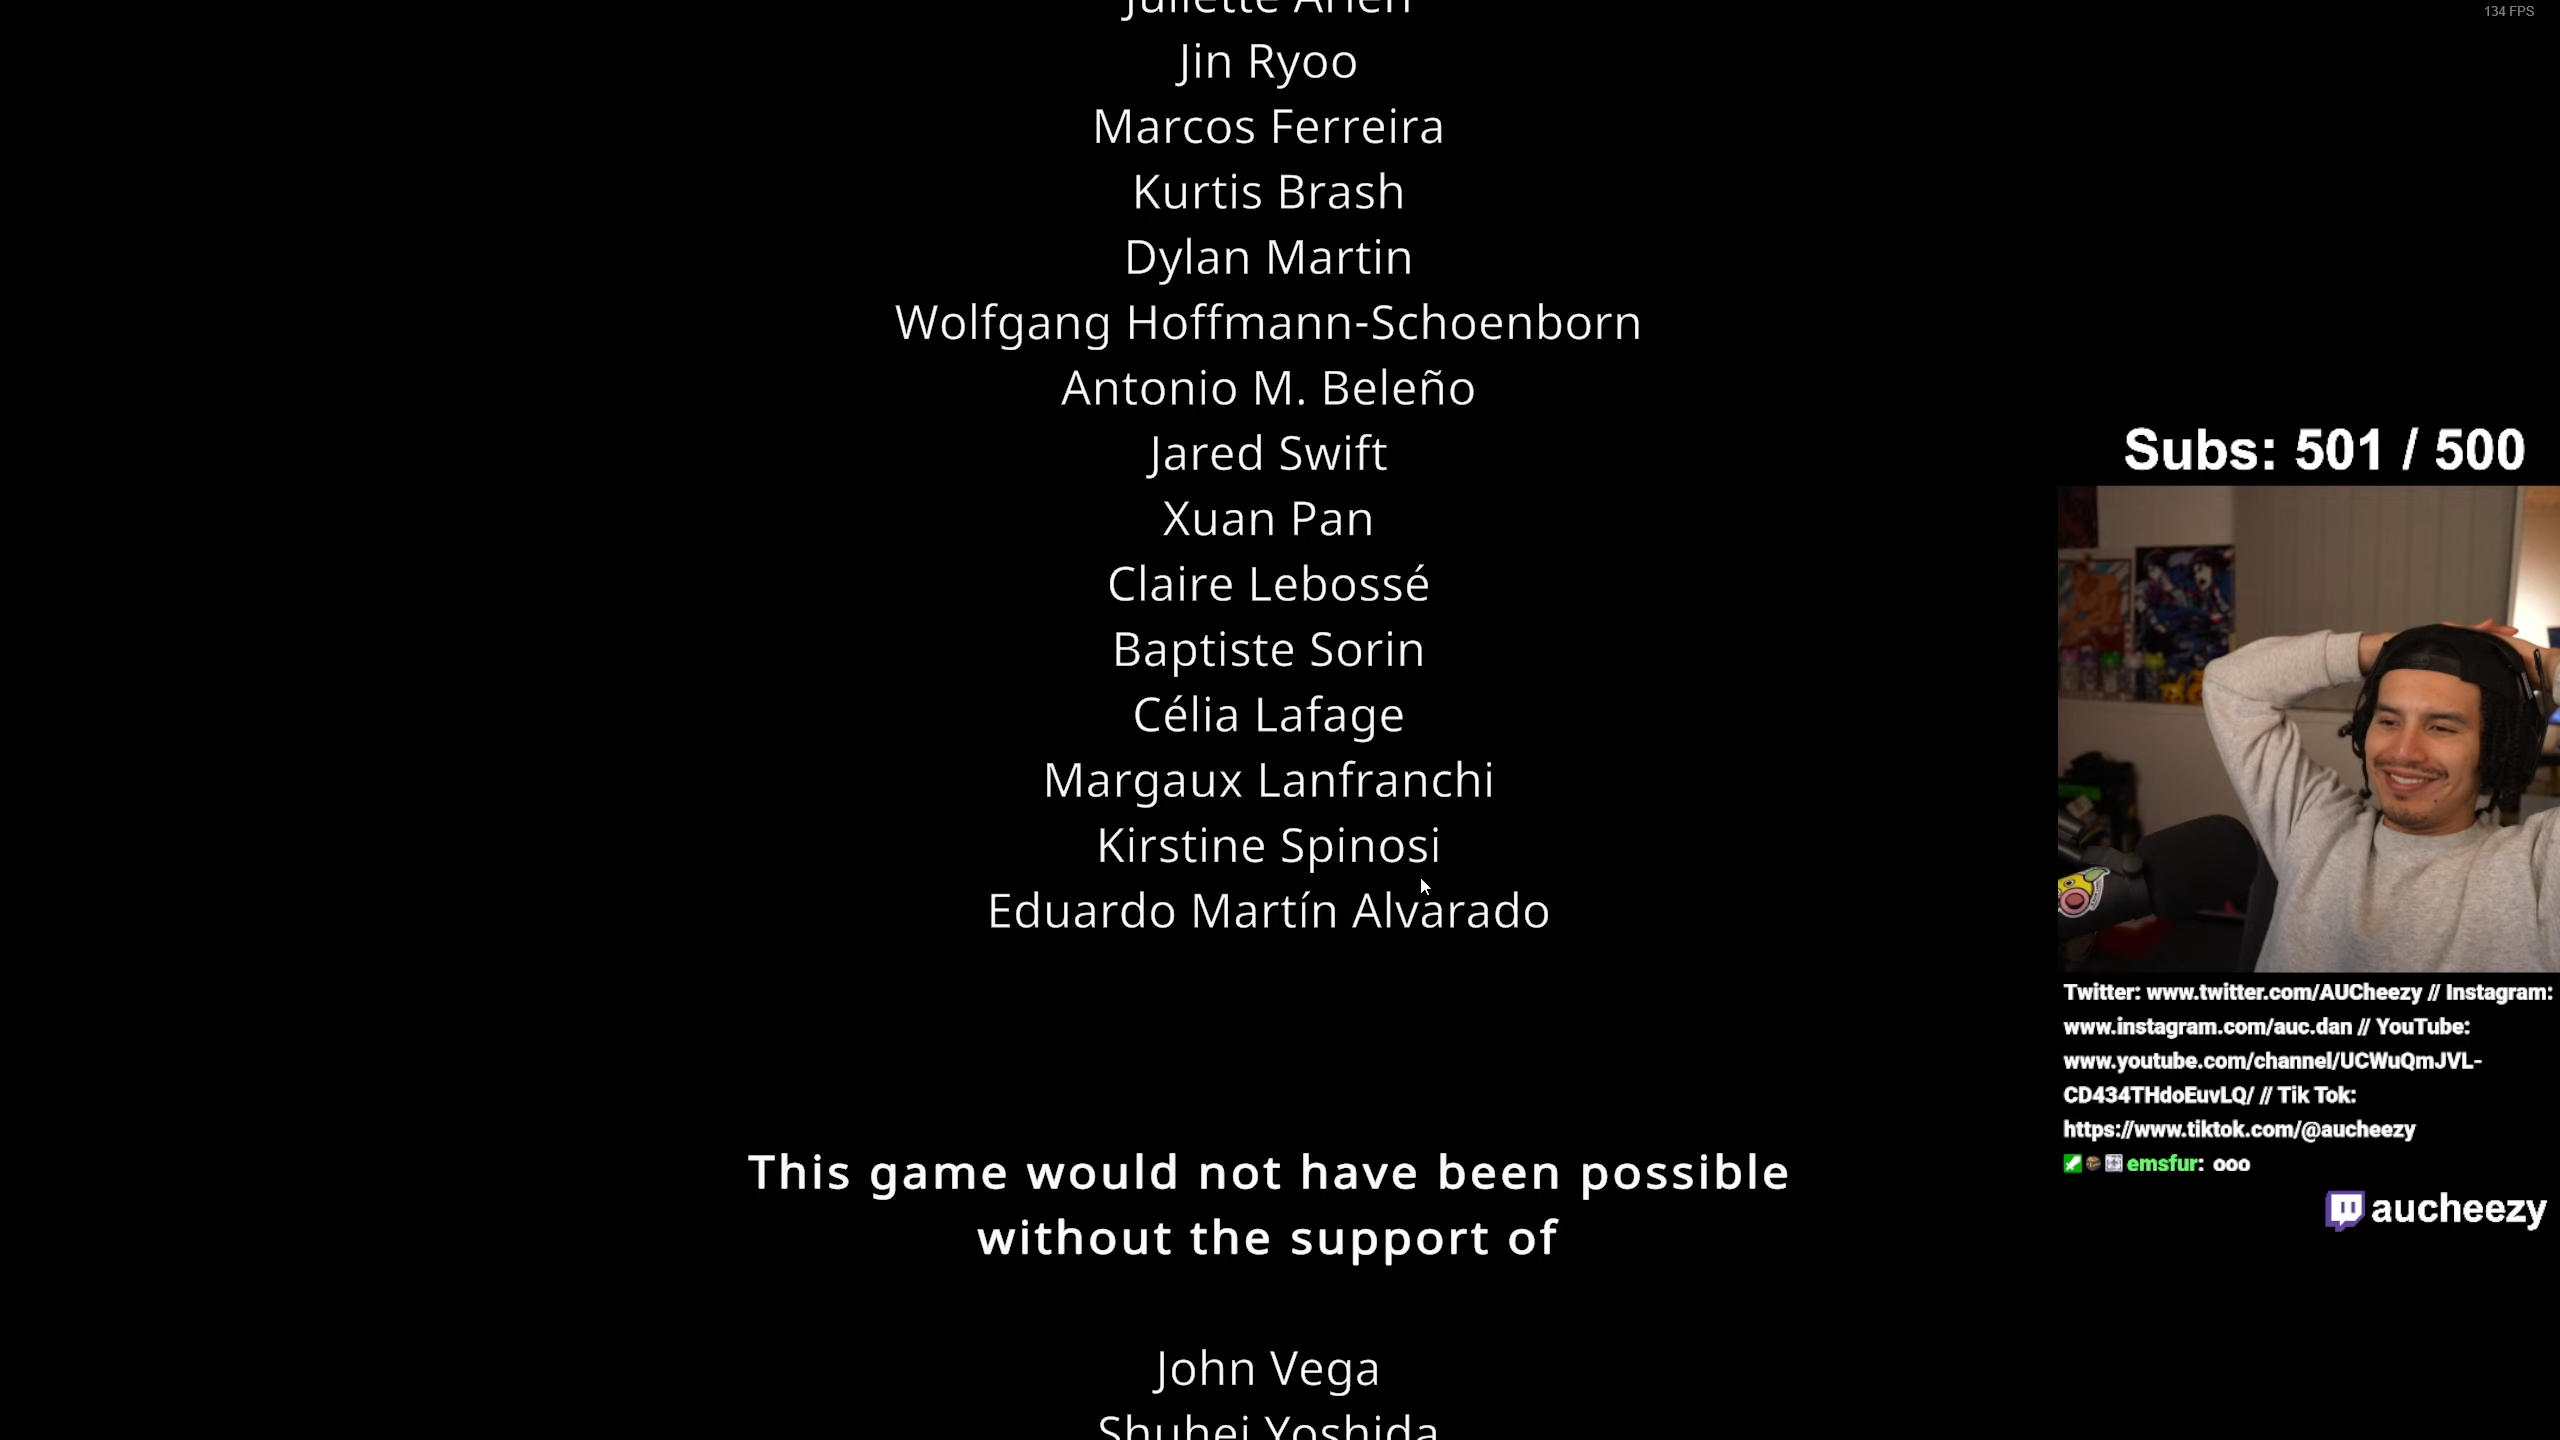 Juliette Arlen
134 FPS
Jin Ryoo
Marcos Ferreira
Kurtis Brash
Dylan Martin
Wolfgang Hoffmann-Schoenborn
Antonio M. Beleño
Jared Swift
Xuan Pan
Claire Lebossé
Baptiste Sorin
Célia Lafage
Margaux Lanfranchi
Kirstine Spinosi
Eduardo Martín Alvarado
This game would not have been possible
without the support of
John Vega
Shuhei Yoshida
Subs: 501 / 500
Twitter: www.twitter.com/AUCheezy // Instagram:
www.instagram.com/auc.dan // YouTube:
www.youtube.com/channel/UCWuQmJVL-
CD434THdoEuvLQ/ // Tik Tok:
https://www.tiktok.com/@aucheezy
emsfur: ooo
aucheezy